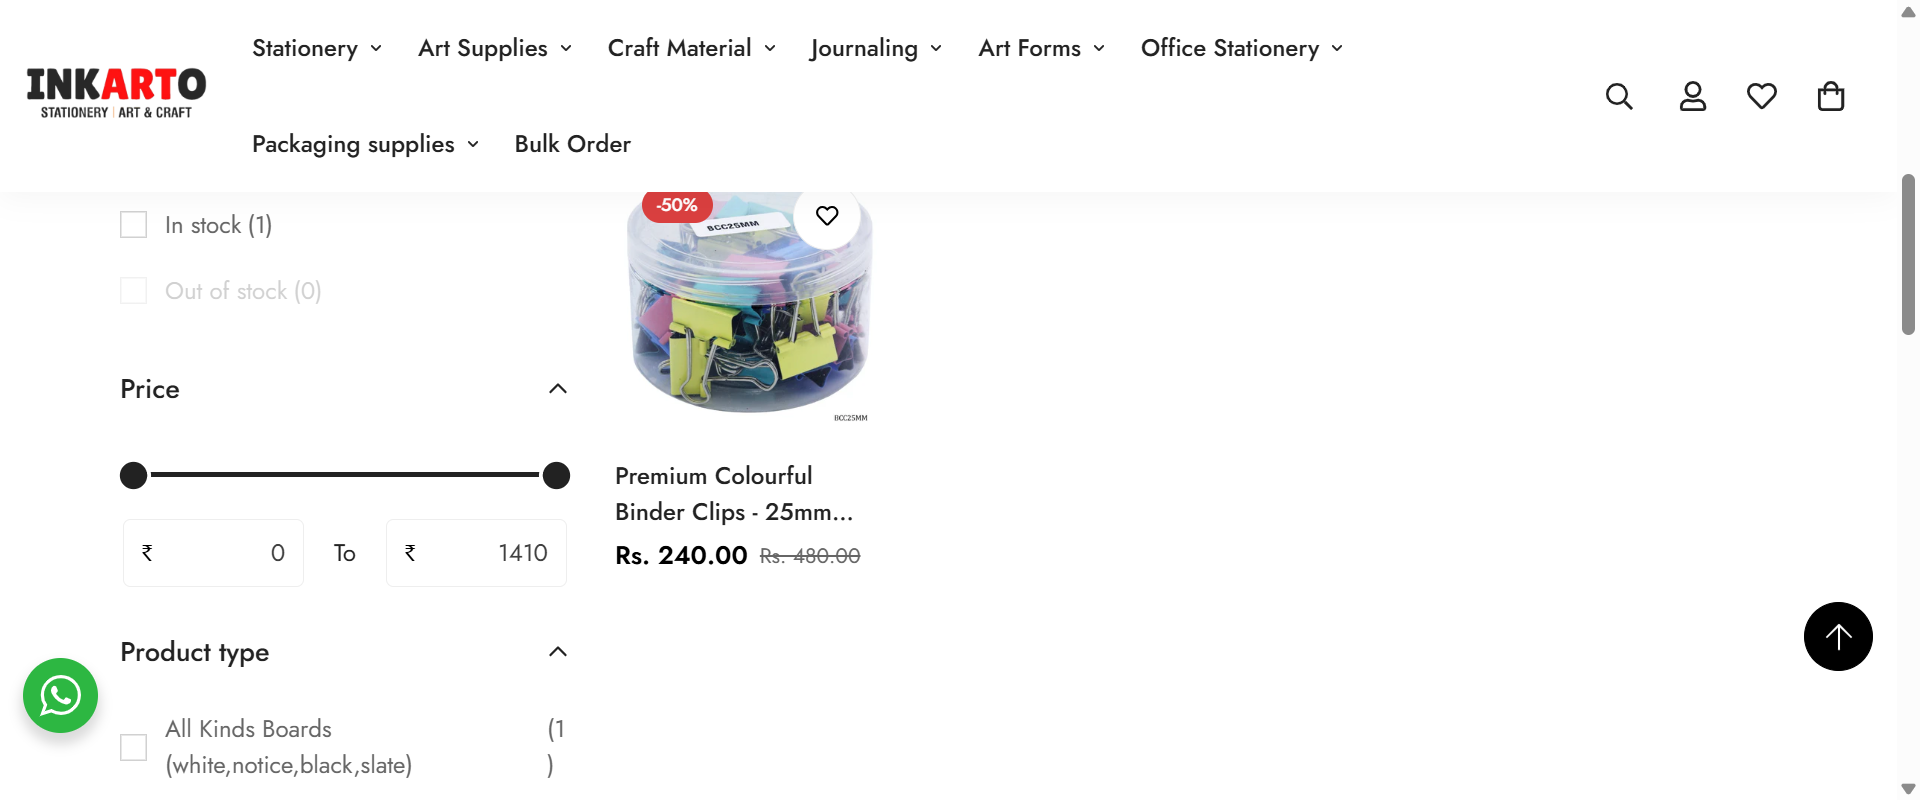 Stationery
Art Supplies
Craft Material
Journaling
Art Forms
Office Stationery
INKARTO
STATIONERY | ART & CRAFT
Packaging supplies
Bulk Order
In stock (1)
Out of stock (0)
Price
₹ 0 To ₹ 1410
Product type
All Kinds Boards (1
(white,notice,black,slate) )
-50%
BCC25MM
BCC25MM
Premium Colourful
Binder Clips - 25mm...
Rs. 240.00 Rs. 480.00